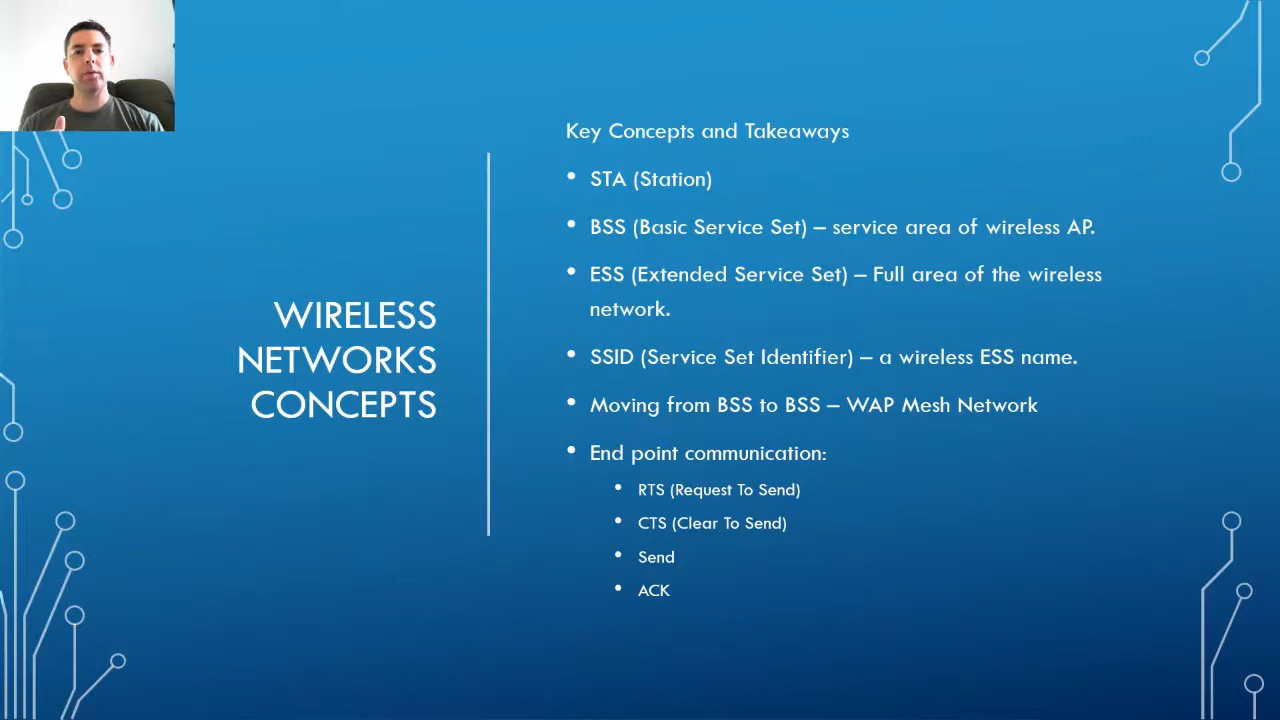 WIRELESS
NETWORKS
CONCEPTS
Key Concepts and Takeaways
• STA (Station)
• BSS (Basic Service Set) – service area of wireless AP.
• ESS (Extended Service Set) – Full area of the wireless
network.
• SSID (Service Set Identifier) – a wireless ESS name.
• Moving from BSS to BSS – WAP Mesh Network
• End point communication:
• RTS (Request To Send)
• CTS (Clear To Send)
• Send
• ACK